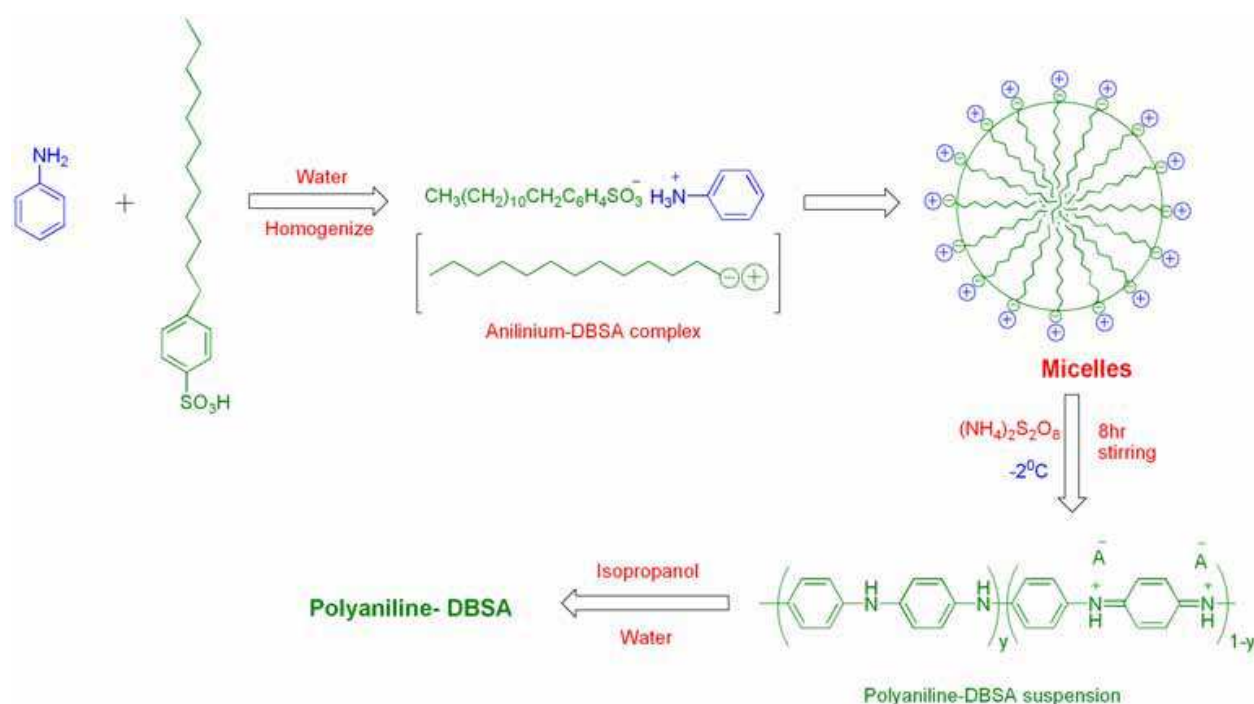 NH₂
+
SO₃H
Water
Homogenize
CH₃(CH₂)₁₀CH₂C₆H₄SO₃⁻ H₃N⁺
Anilinium-DBSA complex
Micelles
(NH₄)₂S₂O₈
-2⁰C
8hr
stirring
A⁻ A⁻
H H + +
N N N N
H H
y 1-y
Polyaniline-DBSA suspension
Isopropanol
Water
Polyaniline- DBSA